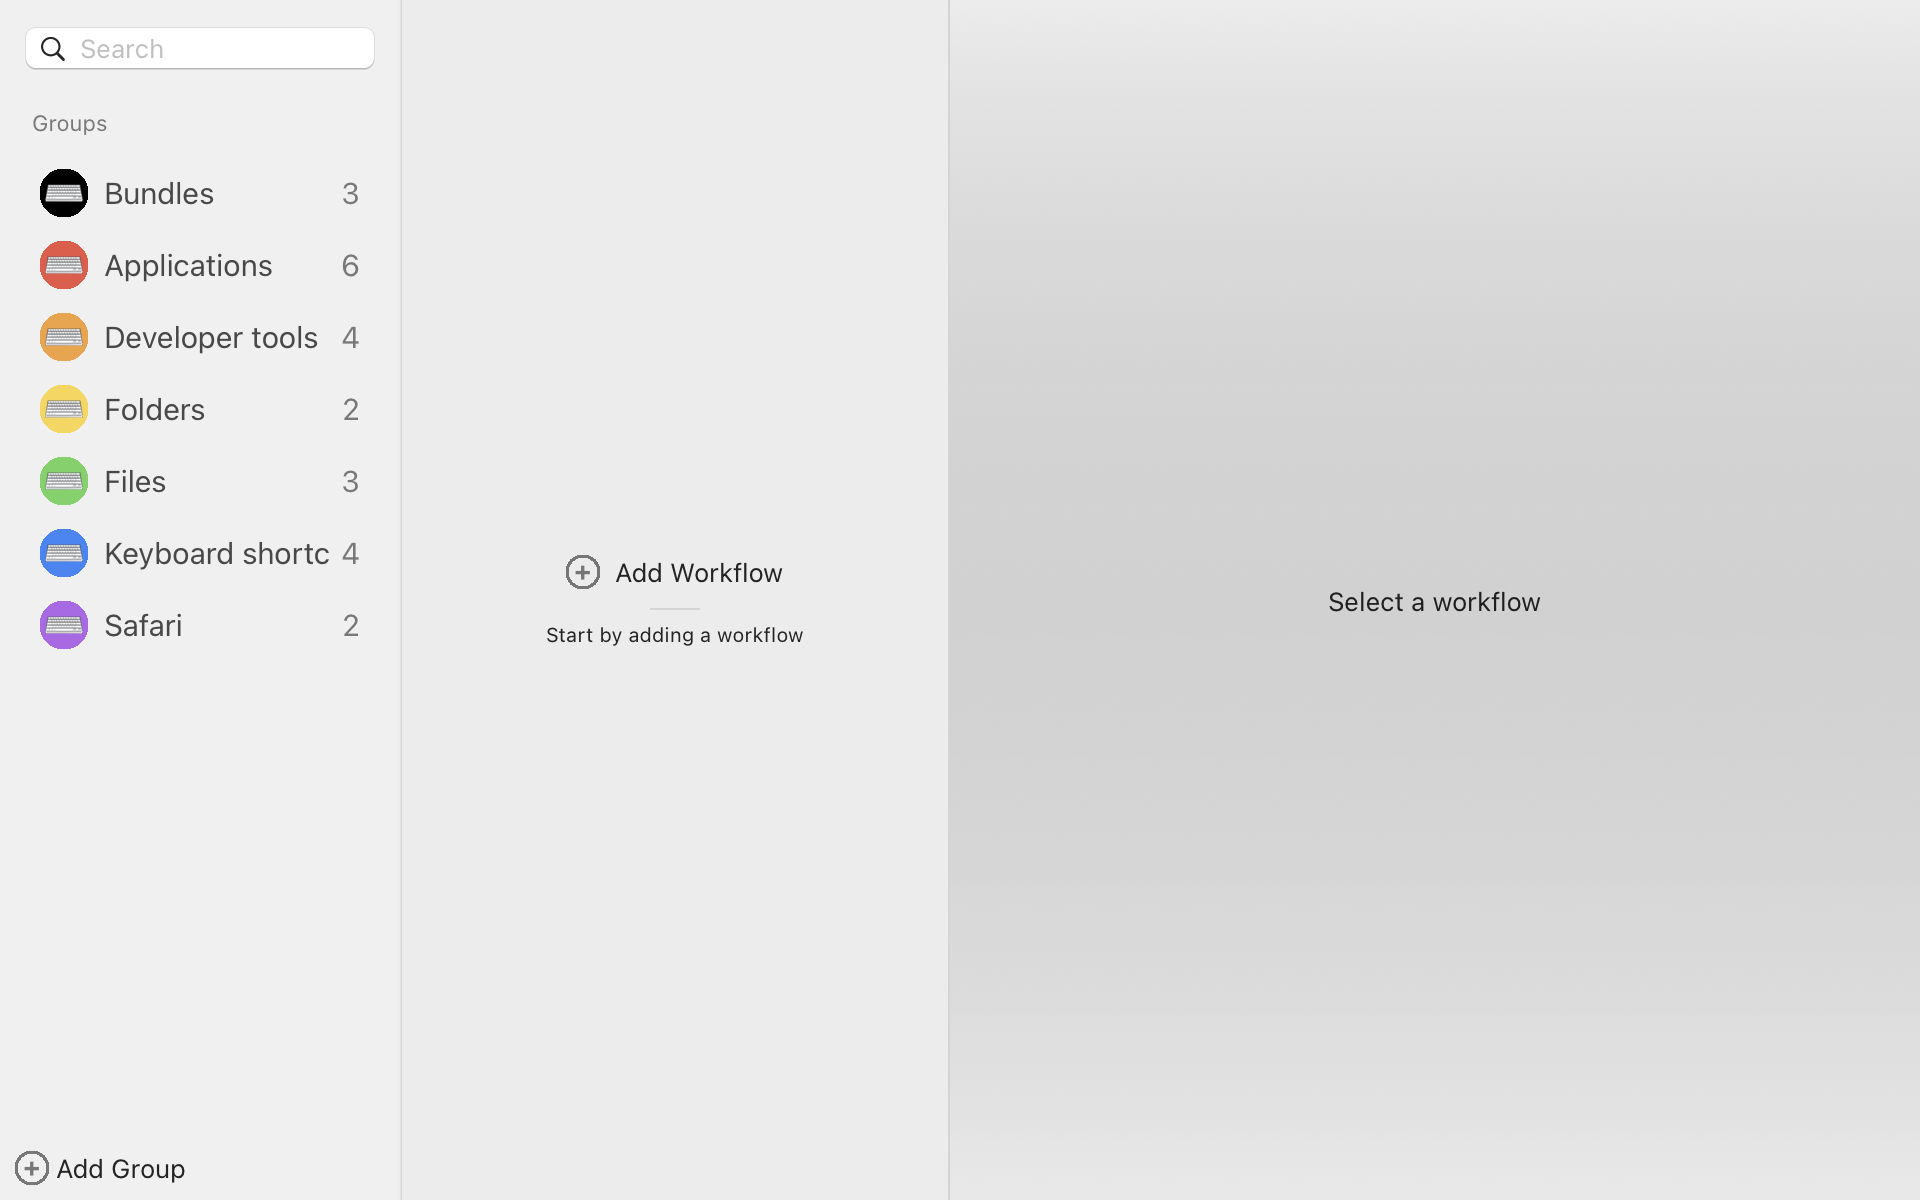 Search
Groups
Bundles 3
Applications 6
Developer tools 4
Folders 2
Files 3
Keyboard shortc 4
Safari 2
Add Group
Add Workflow
Start by adding a workflow
Select a workflow